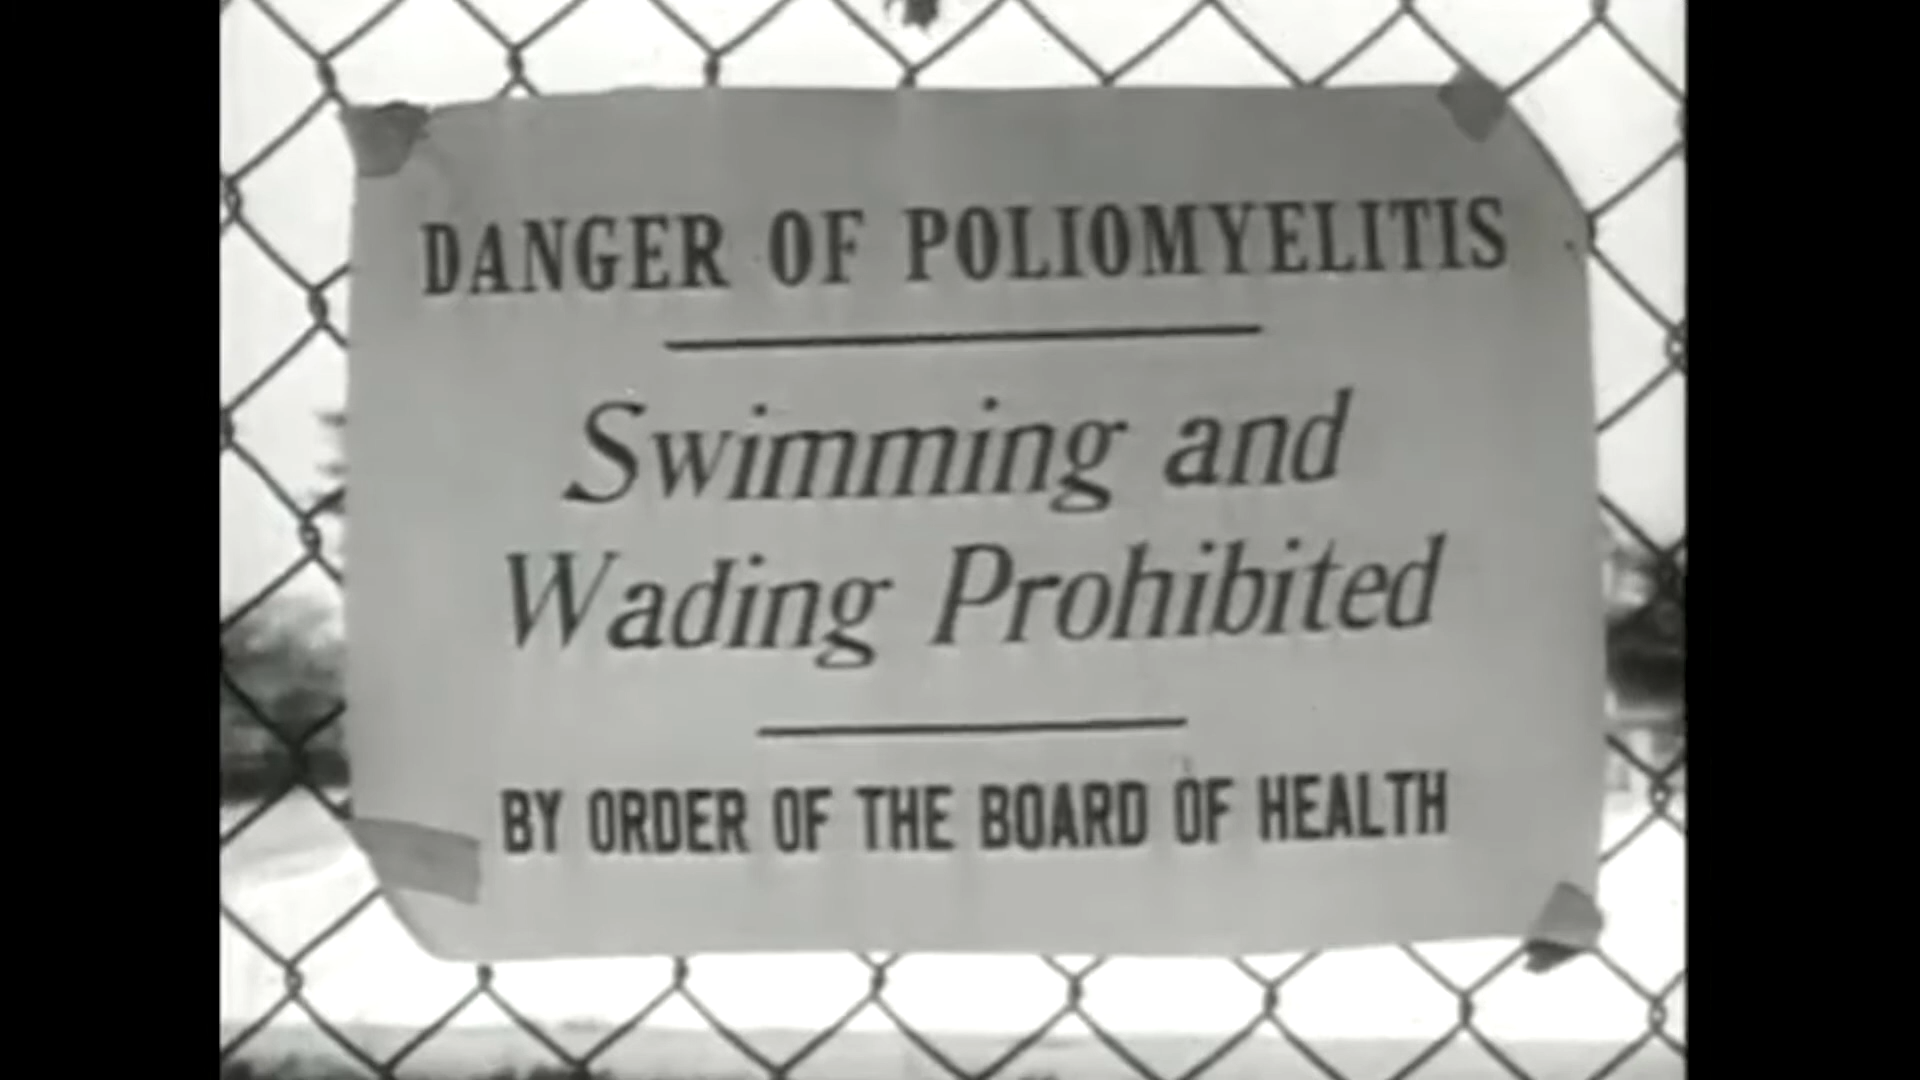 DANGER OF POLIOMYELITIS
Swimming and
Wading Prohibited
BY ORDER OF THE BOARD OF HEALTH